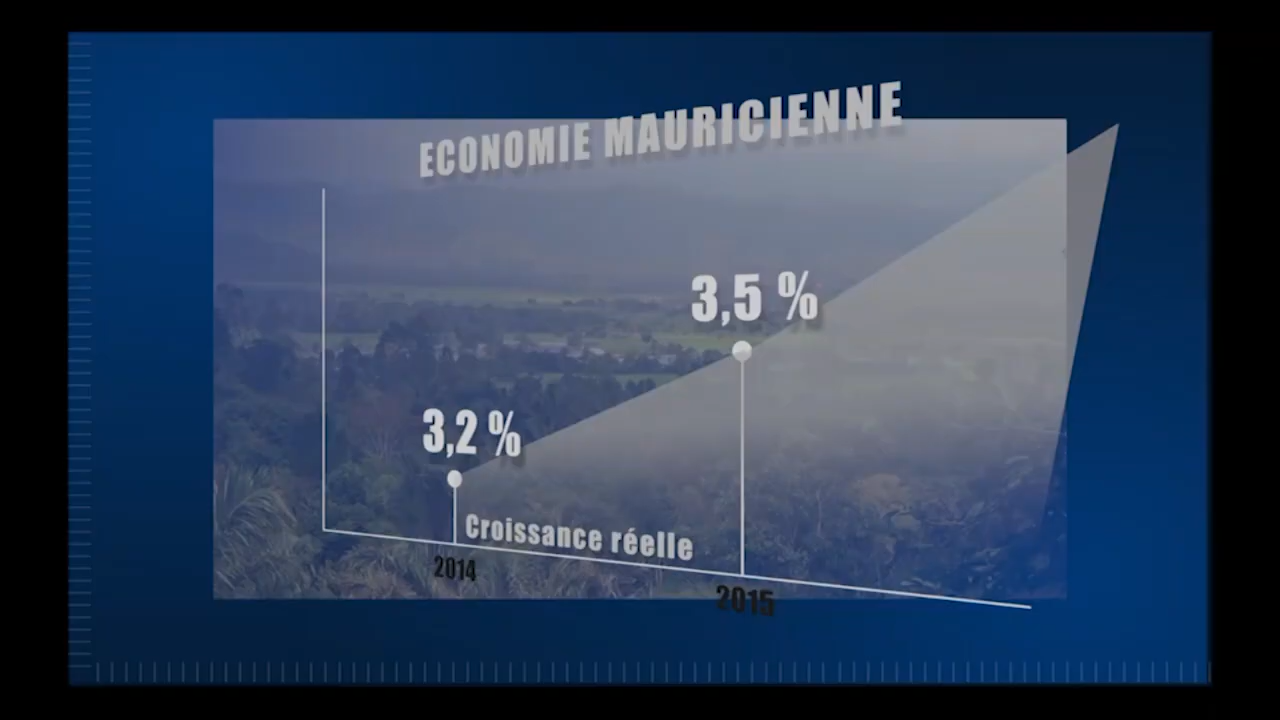 ECONOMIE MAURICIENNE
3,5 %
3,2 %
Croissance réelle
2014
2015